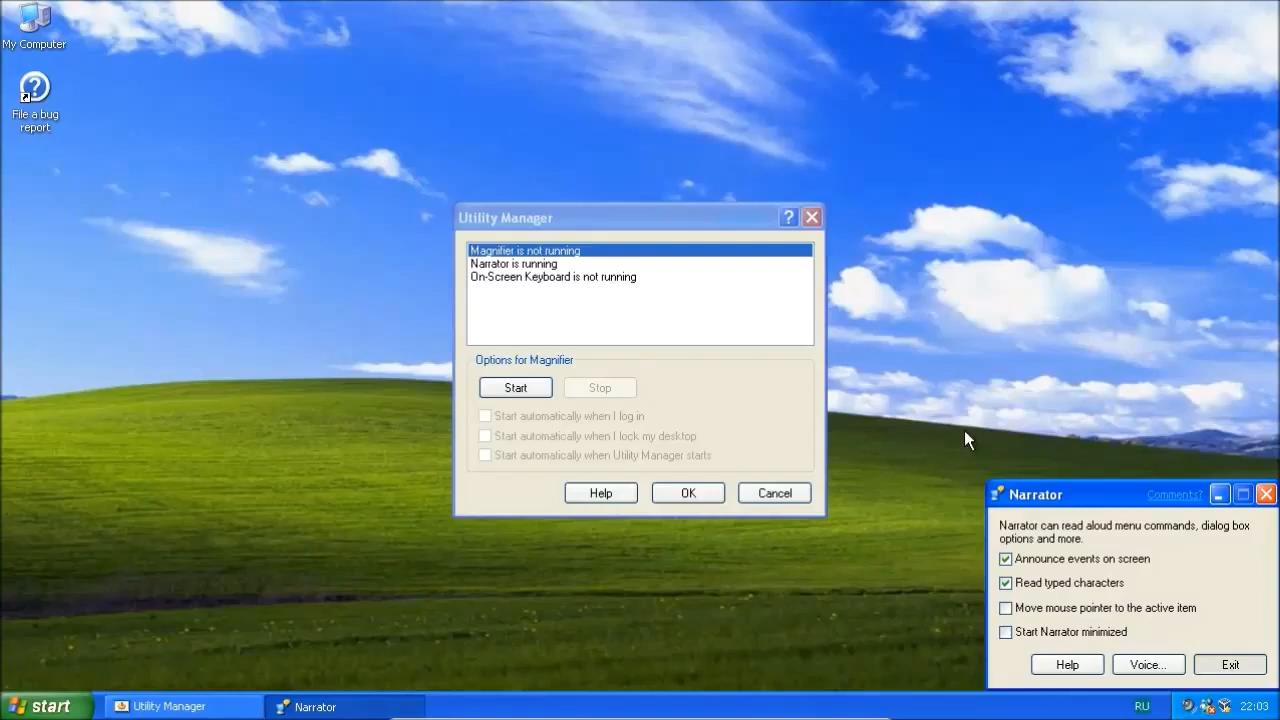 My Computer
File a bug
report
Utility Manager
Magnifier is not running
Narrator is running
On-Screen Keyboard is not running
Options for Magnifier
Start
Stop
Start automatically when I log in
Start automatically when I lock my desktop
Start automatically when Utility Manager starts
Help
OK
Cancel
Narrator
Comments?
Narrator can read aloud menu commands, dialog box
options and more.
Announce events on screen
Read typed characters
Move mouse pointer to the active item
Start Narrator minimized
Help
Voice...
Exit
start
Utility Manager
Narrator
RU
22:03